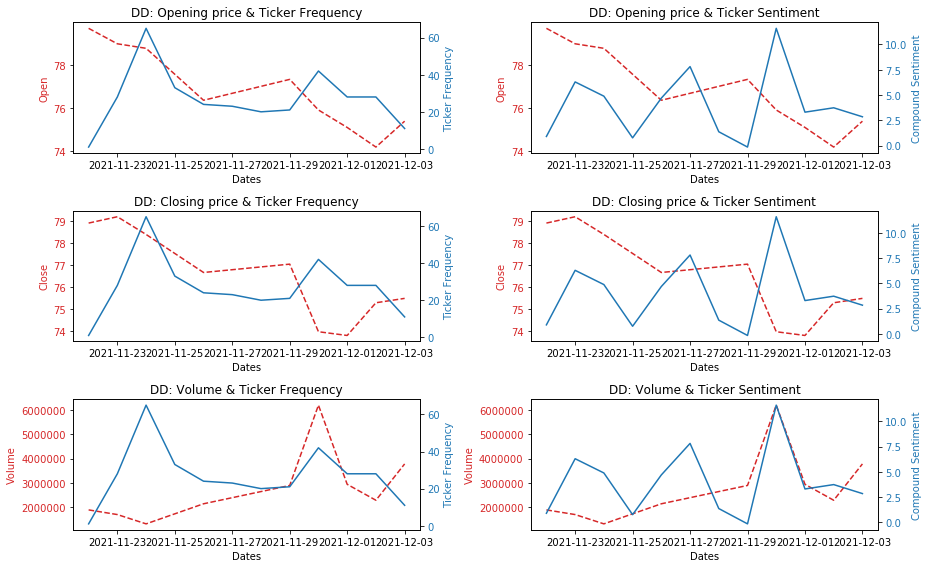 DD: Opening price & Ticker Frequency
78
76
74
Open
60
40
20
0
Ticker Frequency
2021-11-23 2021-11-25 2021-11-27 2021-11-29 2021-12-01 2021-12-03
Dates
DD: Opening price & Ticker Sentiment
78
76
74
Open
10.0
7.5
5.0
2.5
0.0
Compound Sentiment
2021-11-23 2021-11-25 2021-11-27 2021-11-29 2021-12-01 2021-12-03
Dates
DD: Closing price & Ticker Frequency
79
78
77
76
75
74
Close
60
40
20
0
Ticker Frequency
2021-11-23 2021-11-25 2021-11-27 2021-11-29 2021-12-01 2021-12-03
Dates
DD: Closing price & Ticker Sentiment
79
78
77
76
75
74
Close
10.0
7.5
5.0
2.5
0.0
Compound Sentiment
2021-11-23 2021-11-25 2021-11-27 2021-11-29 2021-12-01 2021-12-03
Dates
DD: Volume & Ticker Frequency
6000000
5000000
4000000
3000000
2000000
Volume
60
40
20
0
Ticker Frequency
2021-11-23 2021-11-25 2021-11-27 2021-11-29 2021-12-01 2021-12-03
Dates
DD: Volume & Ticker Sentiment
6000000
5000000
4000000
3000000
2000000
Volume
10.0
7.5
5.0
2.5
0.0
Compound Sentiment
2021-11-23 2021-11-25 2021-11-27 2021-11-29 2021-12-01 2021-12-03
Dates